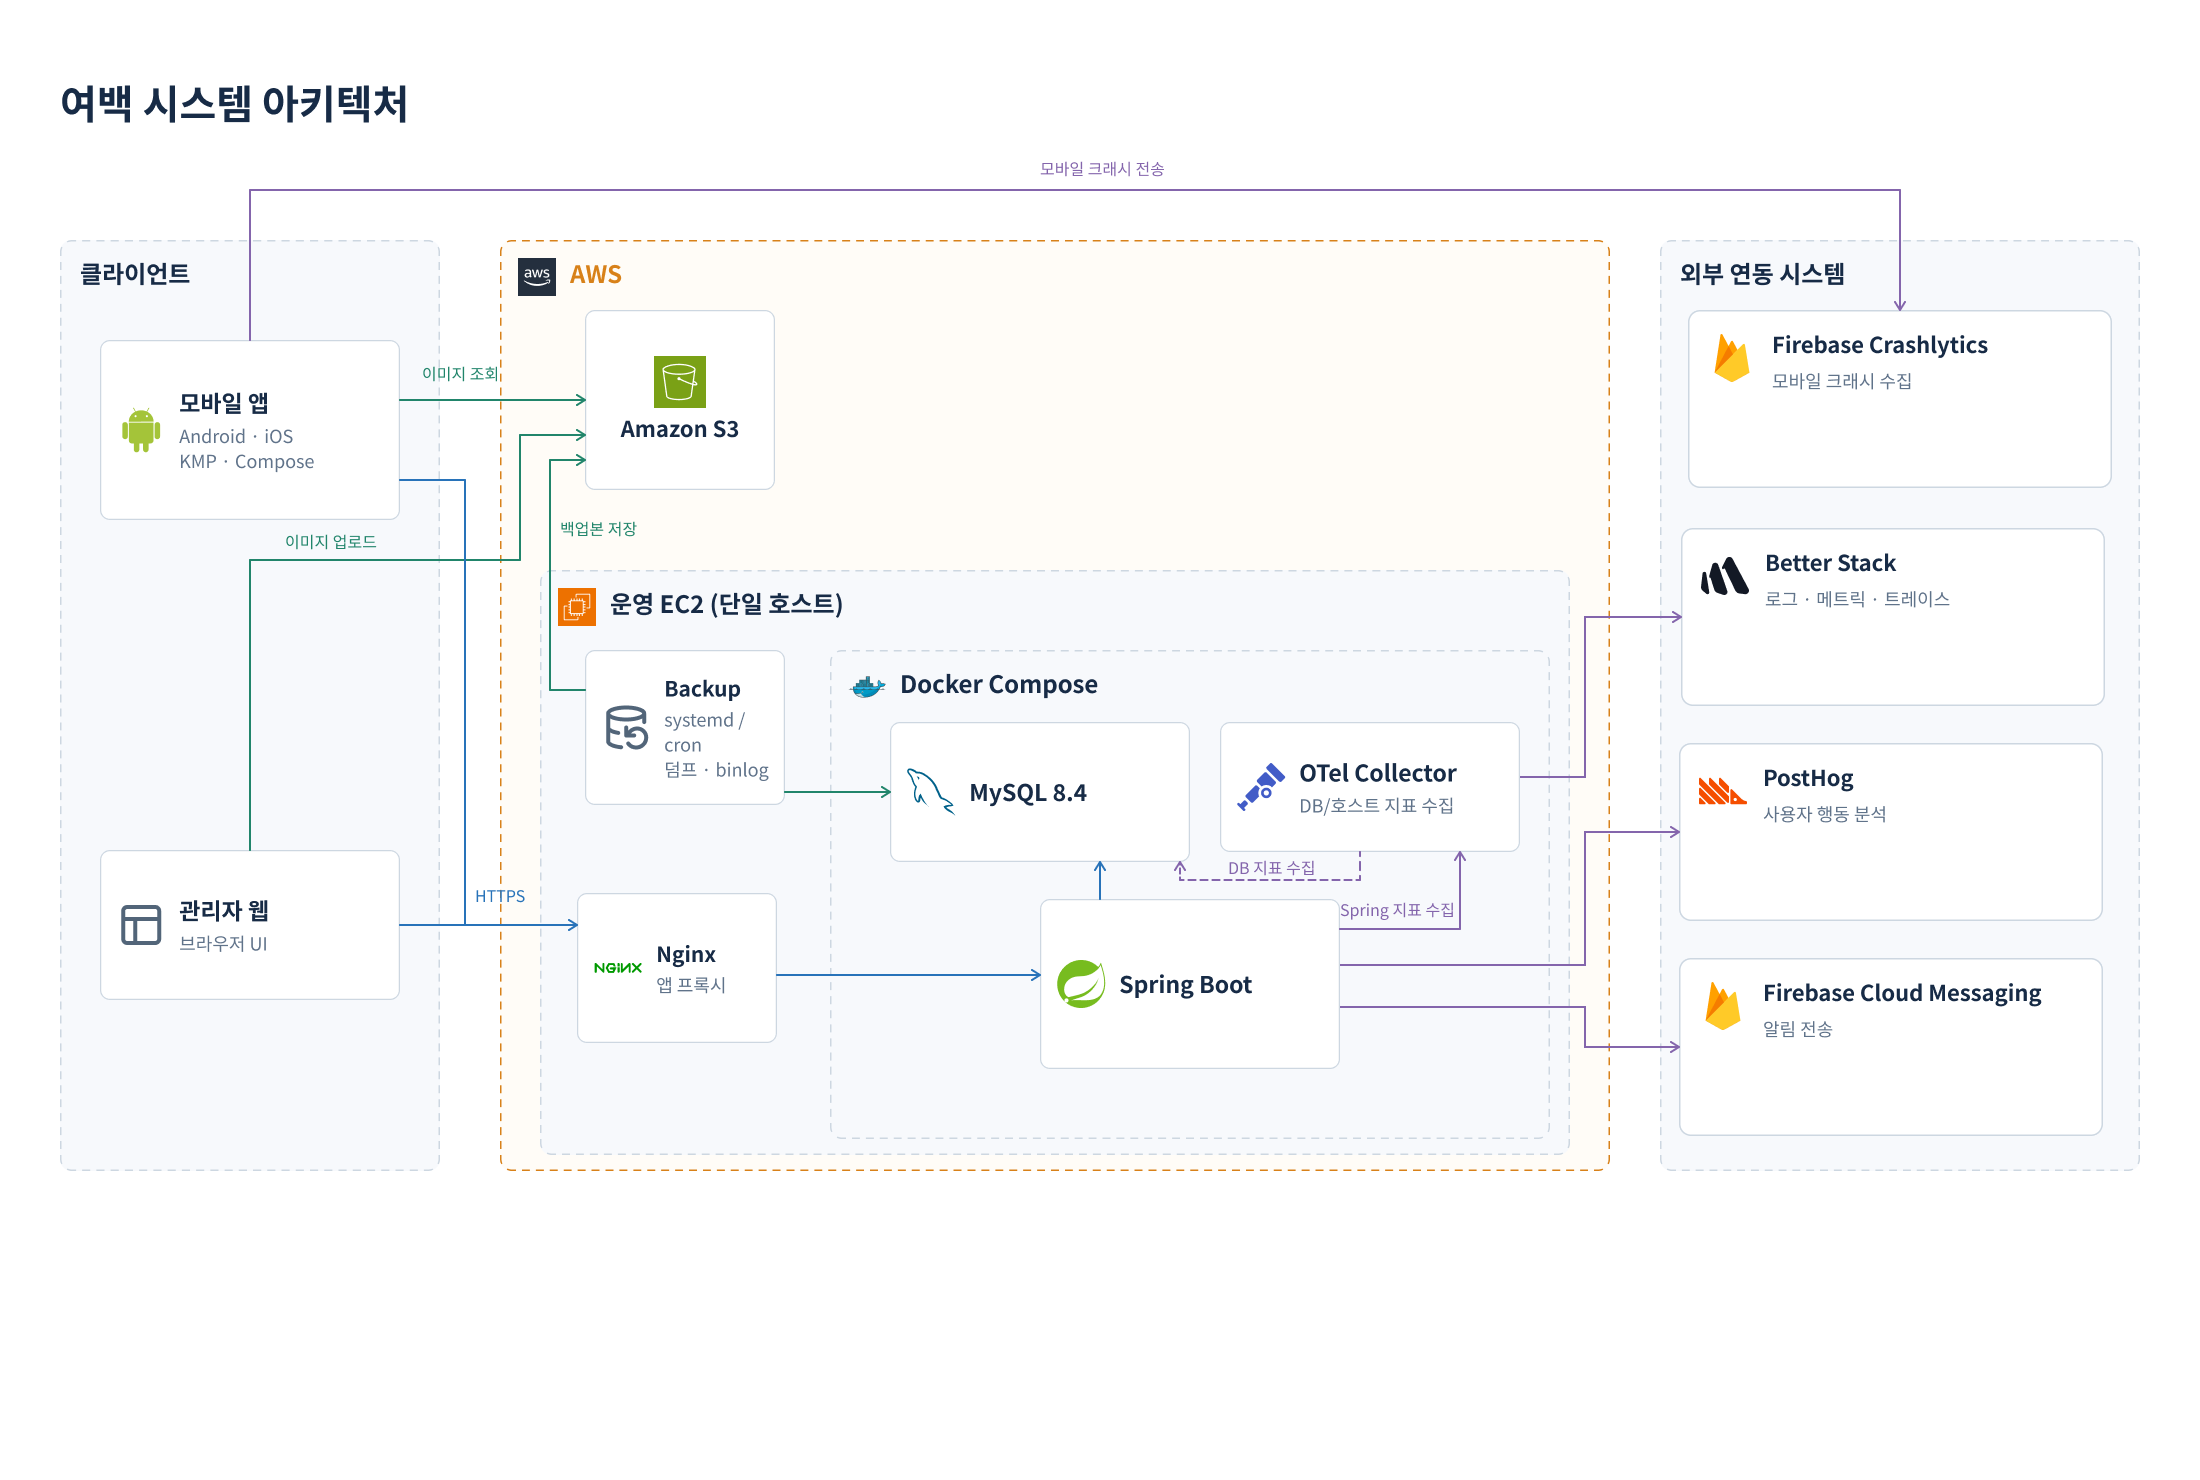 여백 시스템 아키텍처
모바일 크래시 전송
클라이언트
모바일 앱
Android · iOS
KMP · Compose
이미지 조회
이미지 업로드
관리자 웹
브라우저 UI
HTTPS
aws
AWS
Amazon S3
백업본 저장
운영 EC2 (단일 호스트)
Backup
systemd /
cron
덤프 · binlog
NGINX
Nginx
앱 프록시
Docker Compose
MySQL 8.4
OTel Collector
DB/호스트 지표 수집
DB 지표 수집
Spring 지표 수집
Spring Boot
외부 연동 시스템
Firebase Crashlytics
모바일 크래시 수집
Better Stack
로그 · 메트릭 · 트레이스
PostHog
사용자 행동 분석
Firebase Cloud Messaging
알림 전송